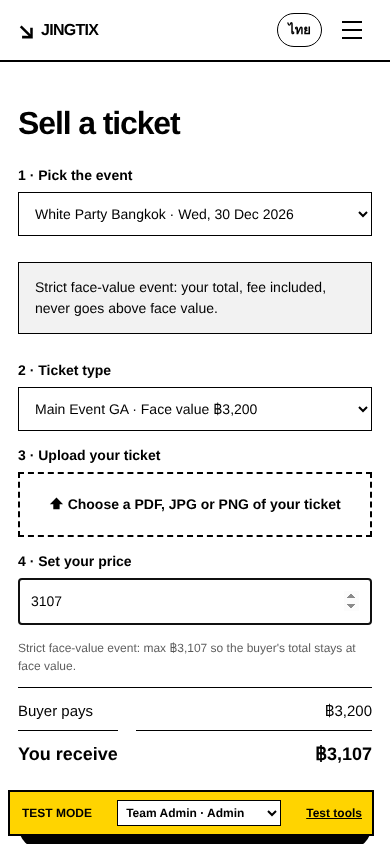 JINGTIX
ไทย
Sell a ticket
1 · Pick the event
White Party Bangkok · Wed, 30 Dec 2026
Strict face-value event: your total, fee included,
never goes above face value.
2 · Ticket type
Main Event GA · Face value ฿3,200
3 · Upload your ticket
Choose a PDF, JPG or PNG of your ticket
4 · Set your price
3107
Strict face-value event: max ฿3,107 so the buyer's total stays at
face value.
Buyer pays ฿3,200
You receive ฿3,107
TEST MODE Team Admin · Admin Test tools